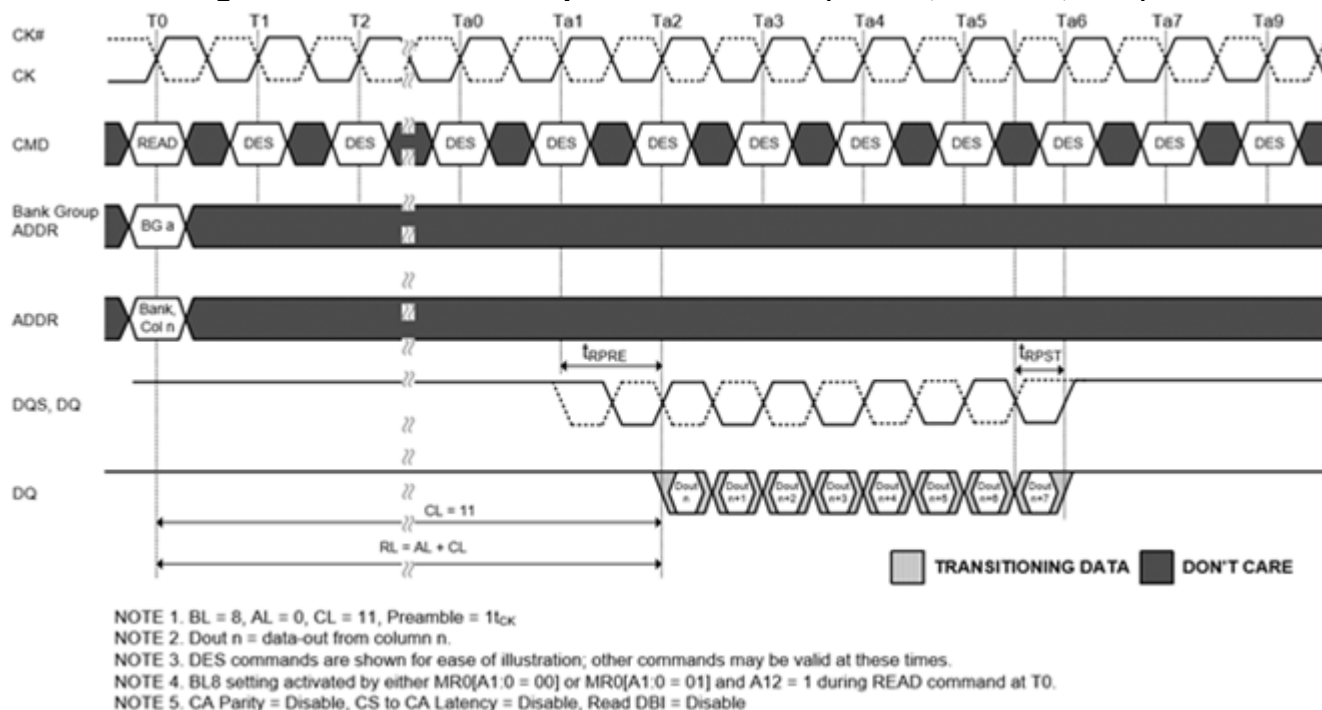 T0 T1 T2 Ta0 Ta1 Ta2 Ta3 Ta4 Ta5 Ta6 Ta7 Ta9
CK#
CK
CMD READ DES DES DES DES DES DES DES DES DES DES DES
Bank Group
ADDR
BG a
ADDR
Bank,
Col n
tRPRE tRPST
DQS, DQ
DQ
Dout n Dout n+1 Dout n+2 Dout n+3 Dout n+4 Dout n+5 Dout n+6 Dout n+7
CL = 11
RL = AL + CL
TRANSITIONING DATA DON'T CARE
NOTE 1. BL = 8, AL = 0, CL = 11, Preamble = 1tCK
NOTE 2. Dout n = data-out from column n.
NOTE 3. DES commands are shown for ease of illustration; other commands may be valid at these times.
NOTE 4. BL8 setting activated by either MR0[A1:0 = 00] or MR0[A1:0 = 01] and A12 = 1 during READ command at T0.
NOTE 5. CA Parity = Disable, CS to CA Latency = Disable, Read DBI = Disable